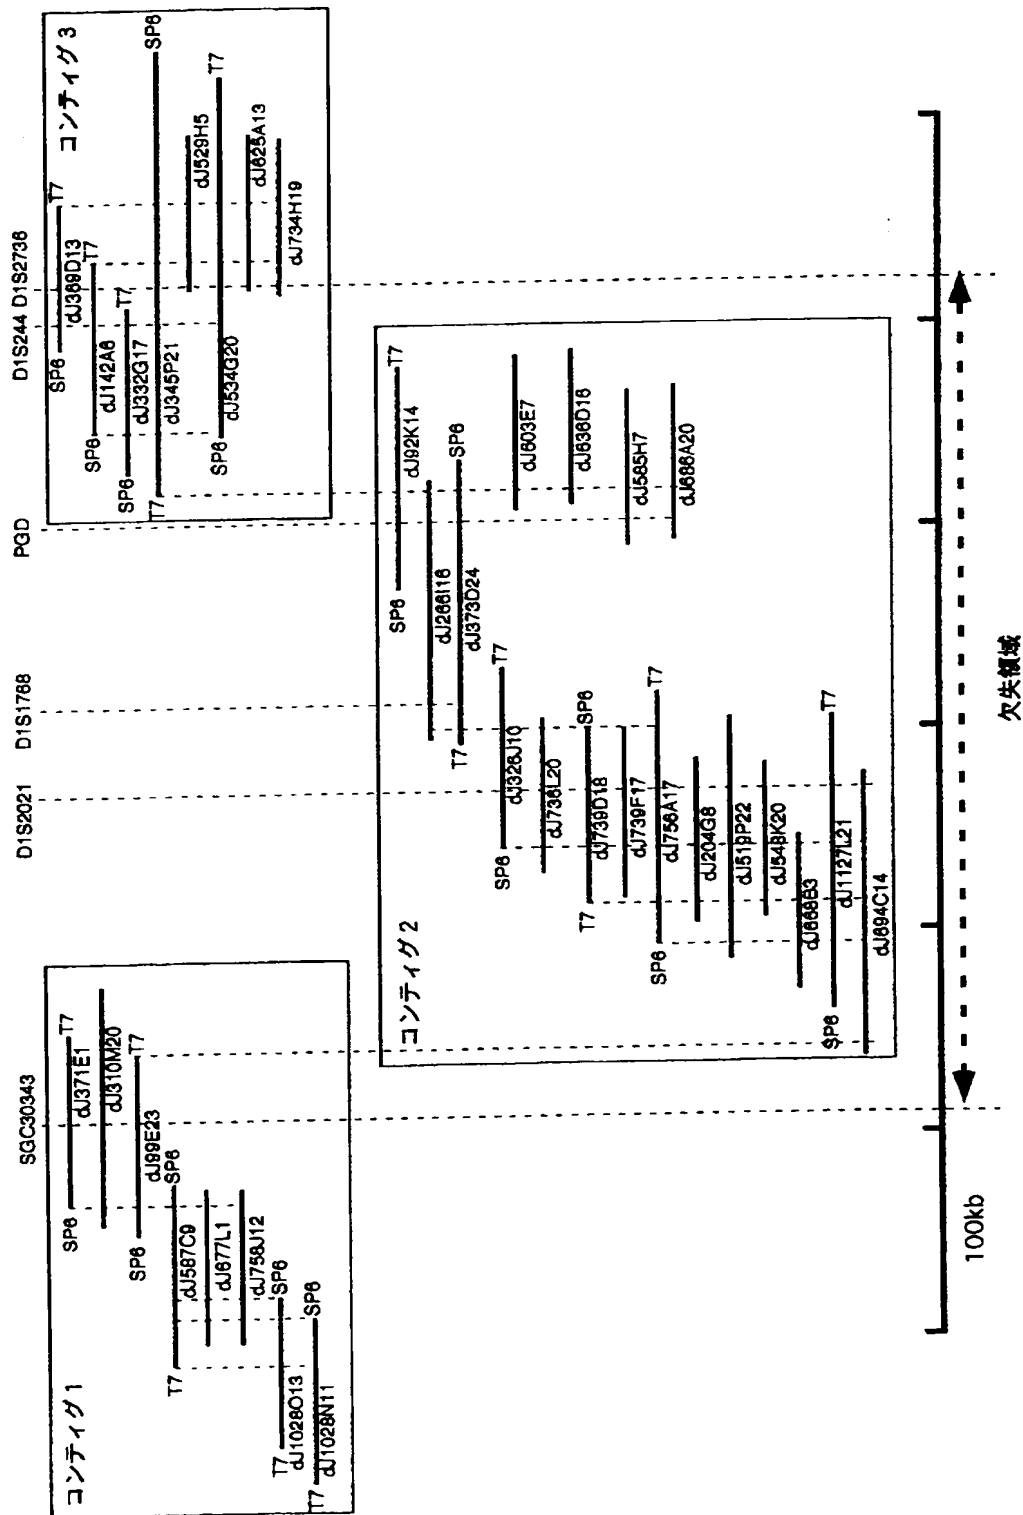 SGC30343
D1S2021
D1S1768
PGD
D1S244
D1S2736
コンティグ1
SP6
T7
dJ371E1
dJ310M20
SP6
T7
dJ99E23
T7
SP6
dJ587C9
dJ677L1
dJ758J12
T7
SP6
dJ1028O13
T7
SP6
dJ1028N11
コンティグ2
SP6
T7
dJ92K14
dJ266I16
T7
SP6
dJ373D24
SP6
T7
dJ326J10
dJ736L20
T7
SP6
dJ739D18
dJ739F17
SP6
T7
dJ756A17
dJ204G8
dJ519P22
dJ548K20
dJ668B3
SP6
T7
dJ1127L21
dJ694C14
dJ603E7
dJ636D16
dJ585H7
dJ688A20
コンティグ3
SP6
T7
dJ369D13
SP6
T7
dJ142A6
SP6
T7
dJ332G17
T7
SP6
dJ345P21
dJ529H5
SP6
T7
dJ534G20
dJ625A13
dJ734H19
100kb
欠失領域